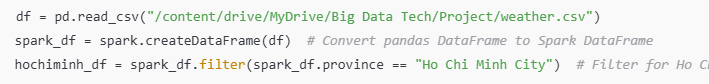 df = pd.read_csv("/content/drive/MyDrive/Big Data Tech/Project/weather.csv")
spark_df = spark.createDataFrame(df)  # Convert pandas DataFrame to Spark DataFrame
hochiminh_df = spark_df.filter(spark_df.province == "Ho Chi Minh City")  # Filter for Ho